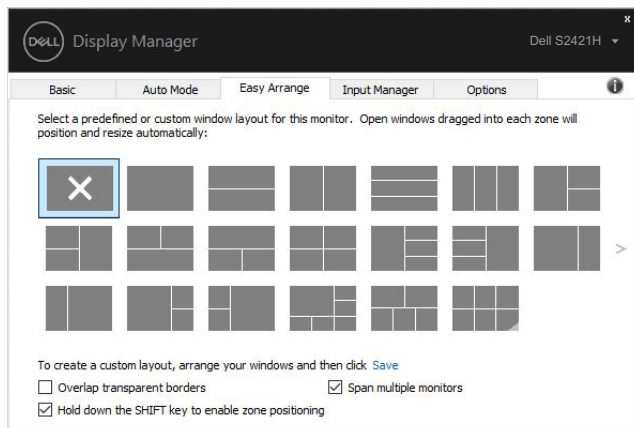 DELL Display Manager
Dell S2421H
Basic Auto Mode Easy Arrange Input Manager Options
Select a predefined or custom window layout for this monitor. Open windows dragged into each zone will
position and resize automatically:
To create a custom layout, arrange your windows and then click Save
Overlap transparent borders
Span multiple monitors
Hold down the SHIFT key to enable zone positioning